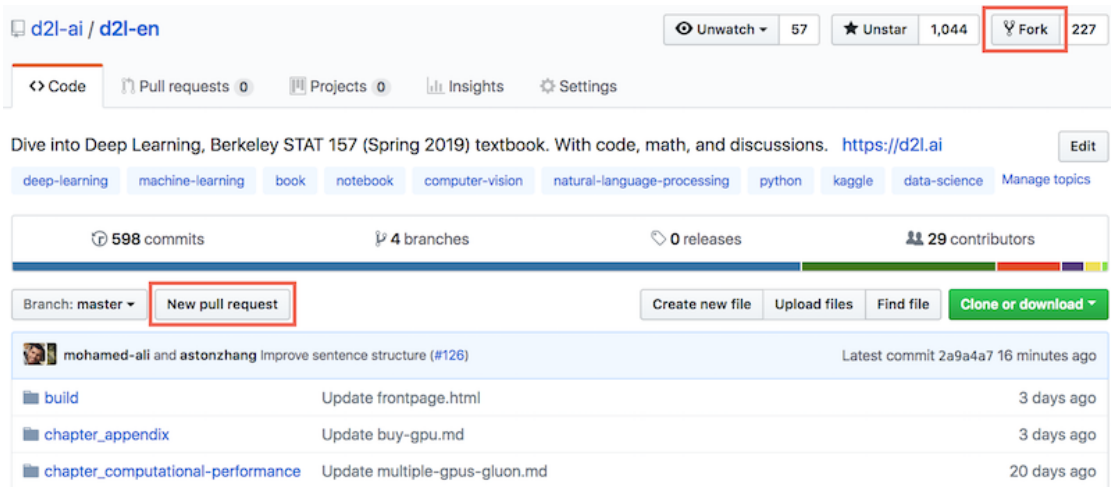 d2l-ai / d2l-en Unwatch 57 Unstar 1,044 Fork 227
Code Pull requests 0 Projects 0 Insights Settings
Dive into Deep Learning, Berkeley STAT 157 (Spring 2019) textbook. With code, math, and discussions. https://d2l.ai Edit
deep-learning machine-learning book notebook computer-vision natural-language-processing python kaggle data-science Manage topics
598 commits 4 branches 0 releases 29 contributors
Branch: master New pull request Create new file Upload files Find file Clone or download
mohamed-ali and astonzhang Improve sentence structure (#126) Latest commit 2a9a4a7 16 minutes ago
build Update frontpage.html 3 days ago
chapter_appendix Update buy-gpu.md 3 days ago
chapter_computational-performance Update multiple-gpus-gluon.md 20 days ago